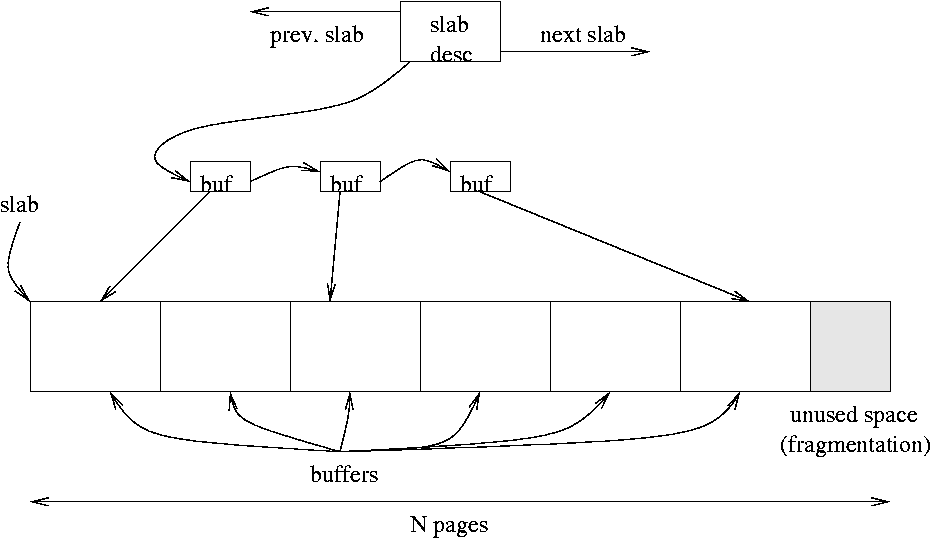 slab
desc
prev. slab
next slab
buf
buf
buf
slab
unused space
(fragmentation)
buffers
N pages